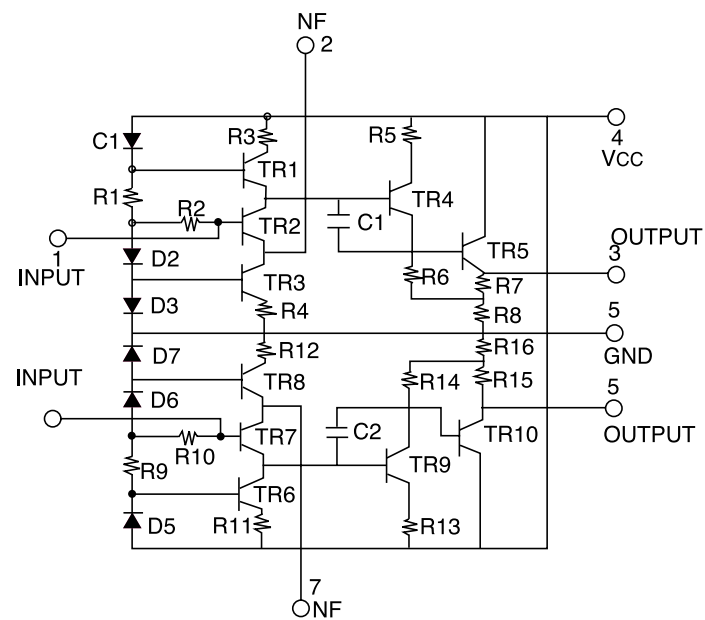 NF
2
C1
R3
TR1
R5
4
VCC
R1
R2
TR2
C1
TR4
TR5
OUTPUT
3
1
INPUT
D2
TR3
R6
R7
D3
R4
R8
5
GND
D7
R12
R16
INPUT
TR8
R14
R15
5
OUTPUT
D6
TR7
C2
TR10
R10
R9
TR9
TR6
D5
R11
R13
7
NF